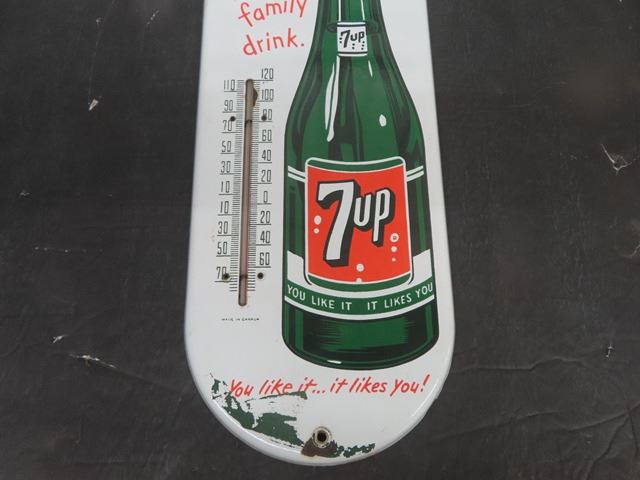 family
drink.
7up
120
110
100
90
80
70
60
50
40
30
20
10
0
10
20
30
40
50
60
70
7up
YOU LIKE IT IT LIKES YOU
MADE IN CANADA
You like it... it likes you!